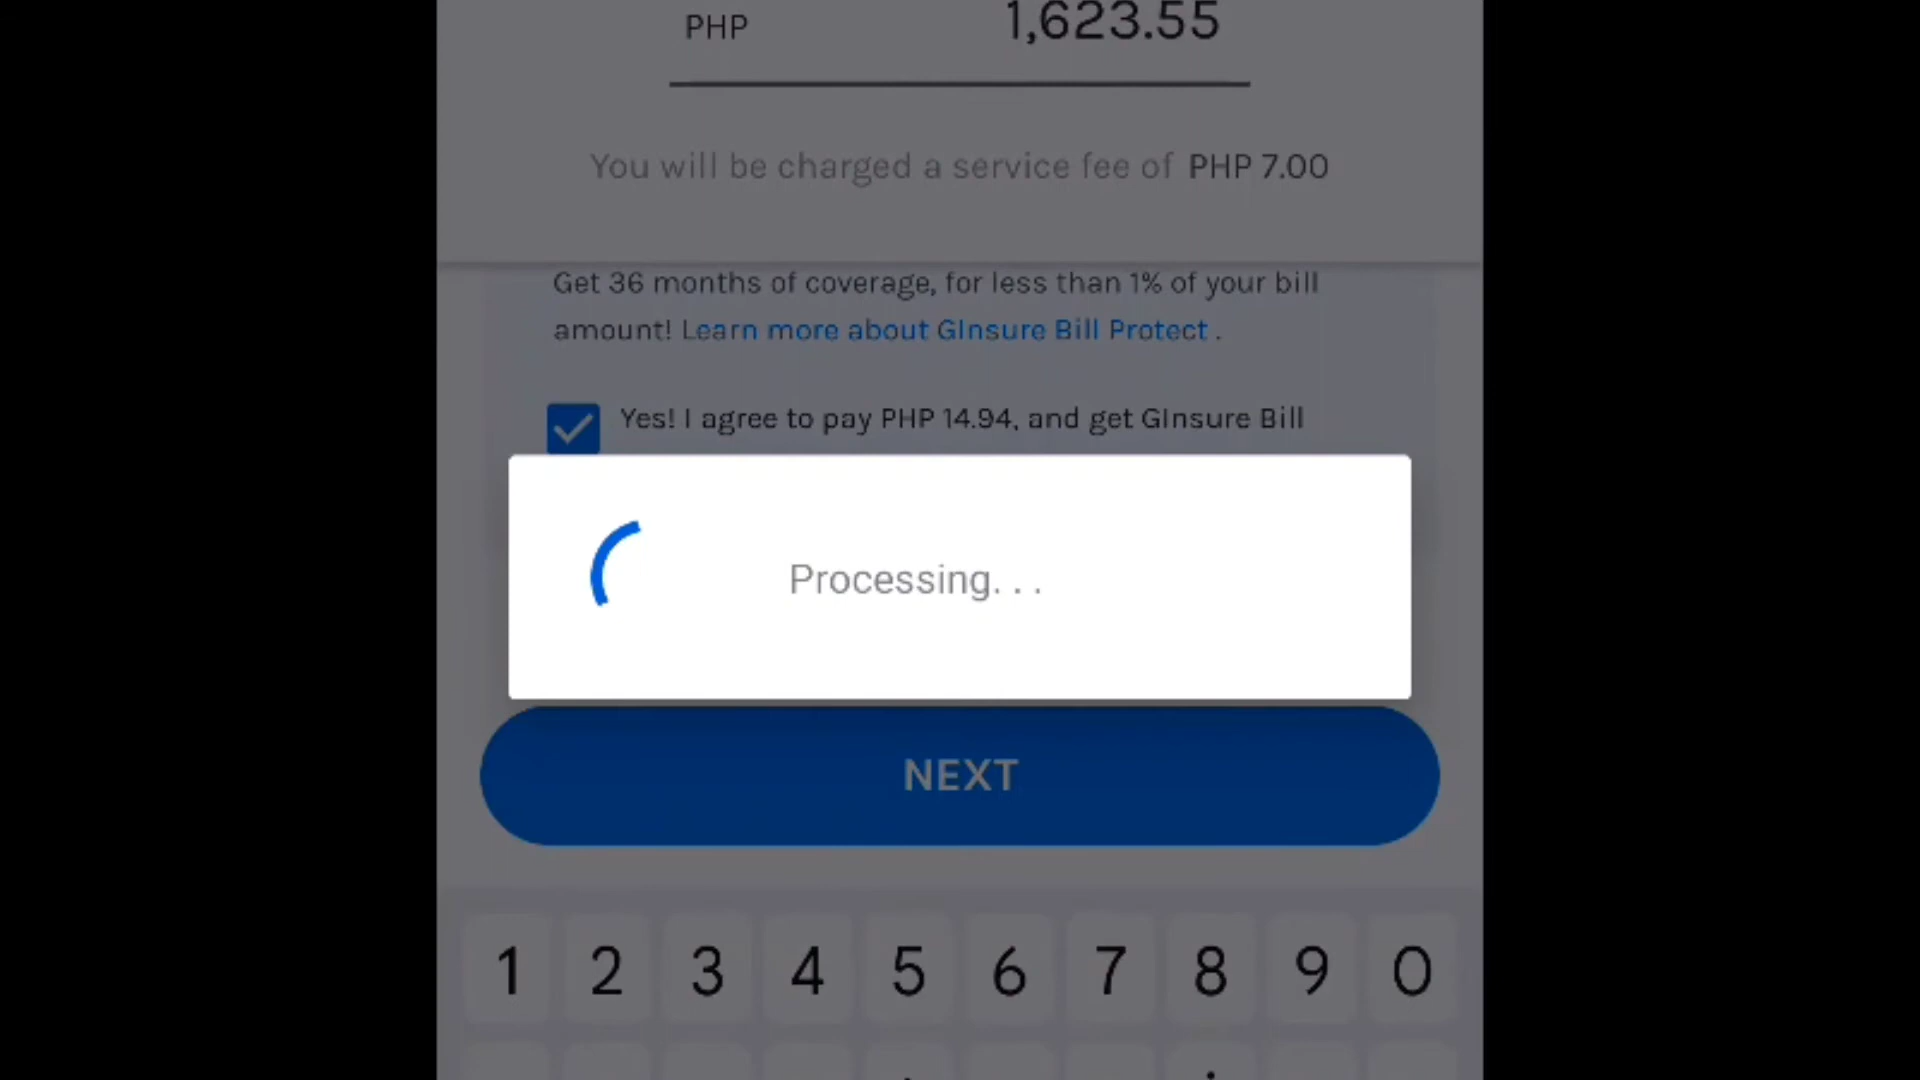 PHP 1,623.55
You will be charged a service fee of PHP 7.00
Get 36 months of coverage, for less than 1% of your bill
amount! Learn more about GInsure Bill Protect .
Yes! I agree to pay PHP 14.94, and get GInsure Bill
Processing. . .
NEXT
1 2 3 4 5 6 7 8 9 0